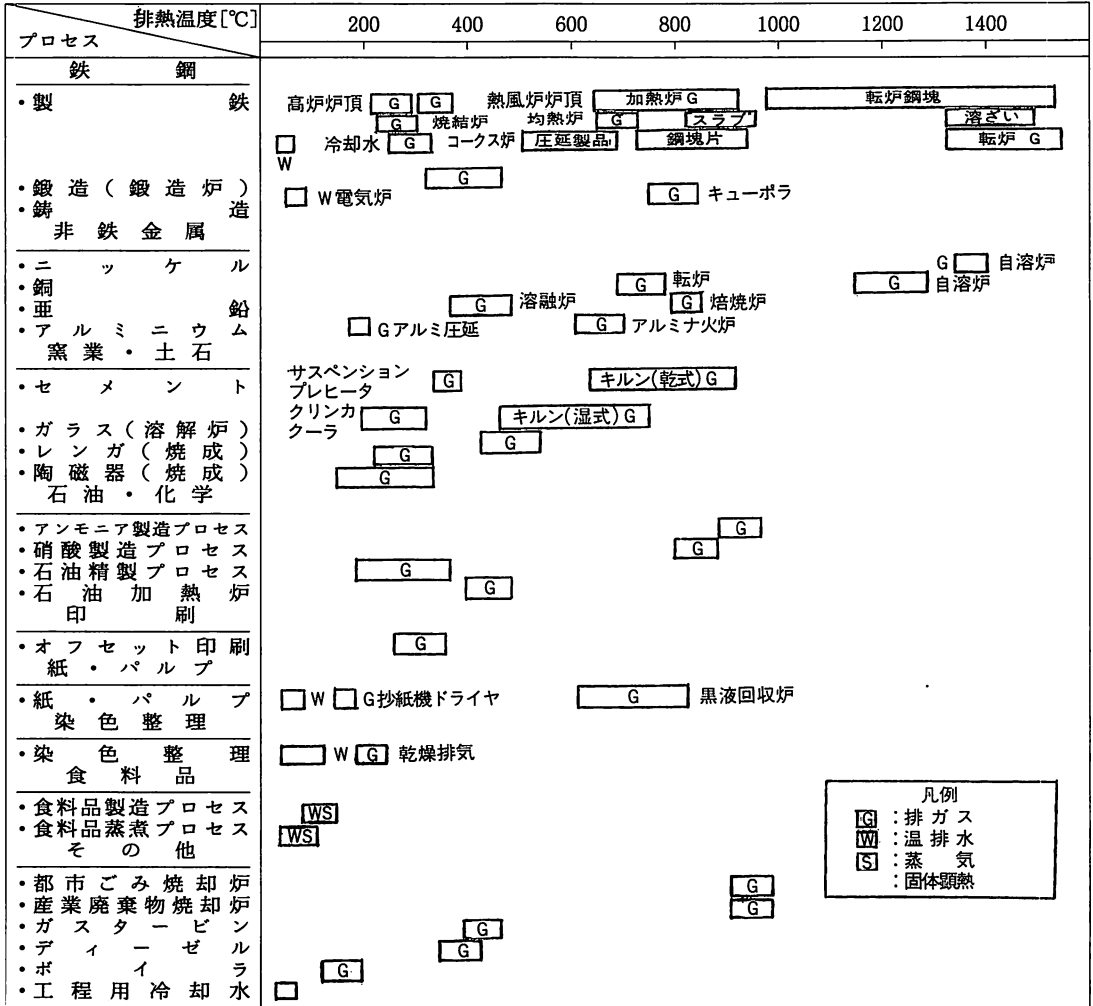 排熱温度[℃]
プロセス
200 400 600 800 1000 1200 1400
鉄 鋼
・製 鉄 高炉炉頂 G G 熱風炉炉頂 加熱炉 G 転炉鋼塊
G 焼結炉 均熱炉 G スラブ 溶ざい
冷却水 G コークス炉 圧延製品 鋼塊片 転炉 G
W
G
・鍛造(鍛造炉)
・鋳 造 W電気炉 G キューポラ
非鉄金属
・ニッケル G 自溶炉
・銅 G 転炉 G 自溶炉
・亜 鉛 G 溶融炉 G 焙焼炉
・アルミニウム Gアルミ圧延 G アルミナ火炉
窯業・土石
・セメント サスペンション プレヒータ G キルン(乾式)G
クリンカ クーラ G キルン(湿式)G
・ガラス(溶解炉) G
・レンガ(焼成) G
・陶磁器(焼成) G
石油・化学
・アンモニア製造プロセス G
・硝酸製造プロセス G
・石油精製プロセス G
・石油加熱炉 G
印 刷
・オフセット印刷 G
紙・パルプ
・紙・パルプ W G抄紙機ドライヤ G 黒液回収炉
染色整理
・染色整理 W G 乾燥排気
食料品
・食料品製造プロセス WS
・食料品蒸煮プロセス WS
その他
・都市ごみ焼却炉 G
・産業廃棄物焼却炉 G
・ガスタービン G
・ディーゼル G
・ボイラ G
・工程用冷却水
凡例
G :排ガス
W :温排水
S :蒸 気
:固体顕熱